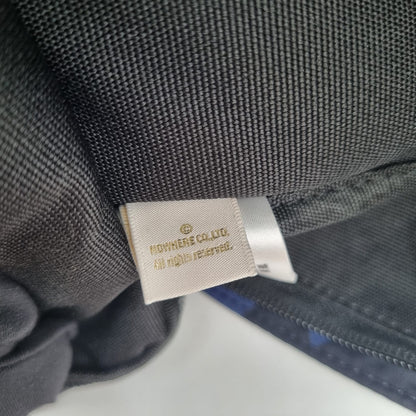 ©
NOWHERE CO.,LTD.
All rights reserved.